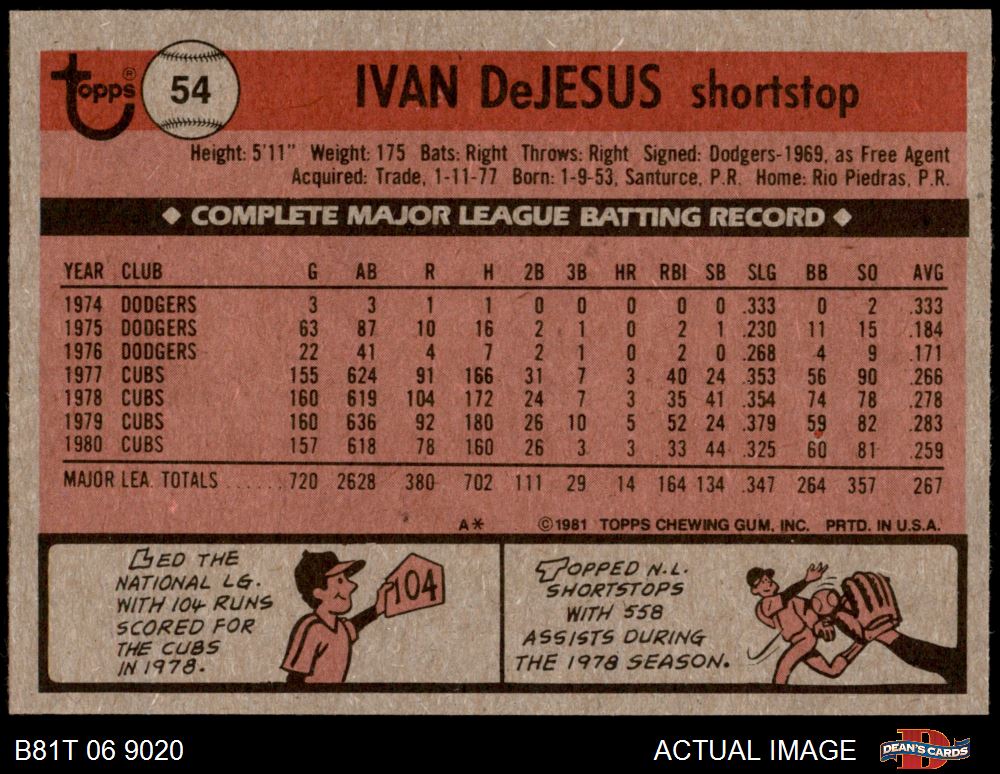 topps® 54 IVAN DeJESUS shortstop
Height: 5'11" Weight: 175 Bats: Right Throws: Right Signed: Dodgers-1969, as Free Agent
Acquired: Trade, 1-11-77 Born: 1-9-53, Santurce, P.R. Home: Rio Piedras, P.R.
◆ COMPLETE MAJOR LEAGUE BATTING RECORD ◆
YEAR CLUB G AB R H 2B 3B HR RBI SB SLG BB SO AVG
1974 DODGERS 3 3 1 1 0 0 0 0 0 .333 0 2 .333
1975 DODGERS 63 87 10 16 2 1 0 2 1 .230 11 15 .184
1976 DODGERS 22 41 4 7 2 1 0 2 0 .268 4 9 .171
1977 CUBS 155 624 91 166 31 7 3 40 24 .353 56 90 .266
1978 CUBS 160 619 104 172 24 7 3 35 41 .354 74 78 .278
1979 CUBS 160 636 92 180 26 10 5 52 24 .379 59 82 .283
1980 CUBS 157 618 78 160 26 3 3 33 44 .325 60 81 .259
MAJOR LEA. TOTALS ...... 720 2628 380 702 111 29 14 164 134 .347 264 357 .267
A* ©1981 TOPPS CHEWING GUM, INC. PRTD. IN U.S.A.
LED THE
NATIONAL LG.
WITH 104 RUNS
SCORED FOR
THE CUBS
IN 1978.
104
TOPPED N.L.
SHORTSTOPS
WITH 558
ASSISTS DURING
THE 1978 SEASON.
B81T 06 9020 ACTUAL IMAGE DEAN'S CARDS